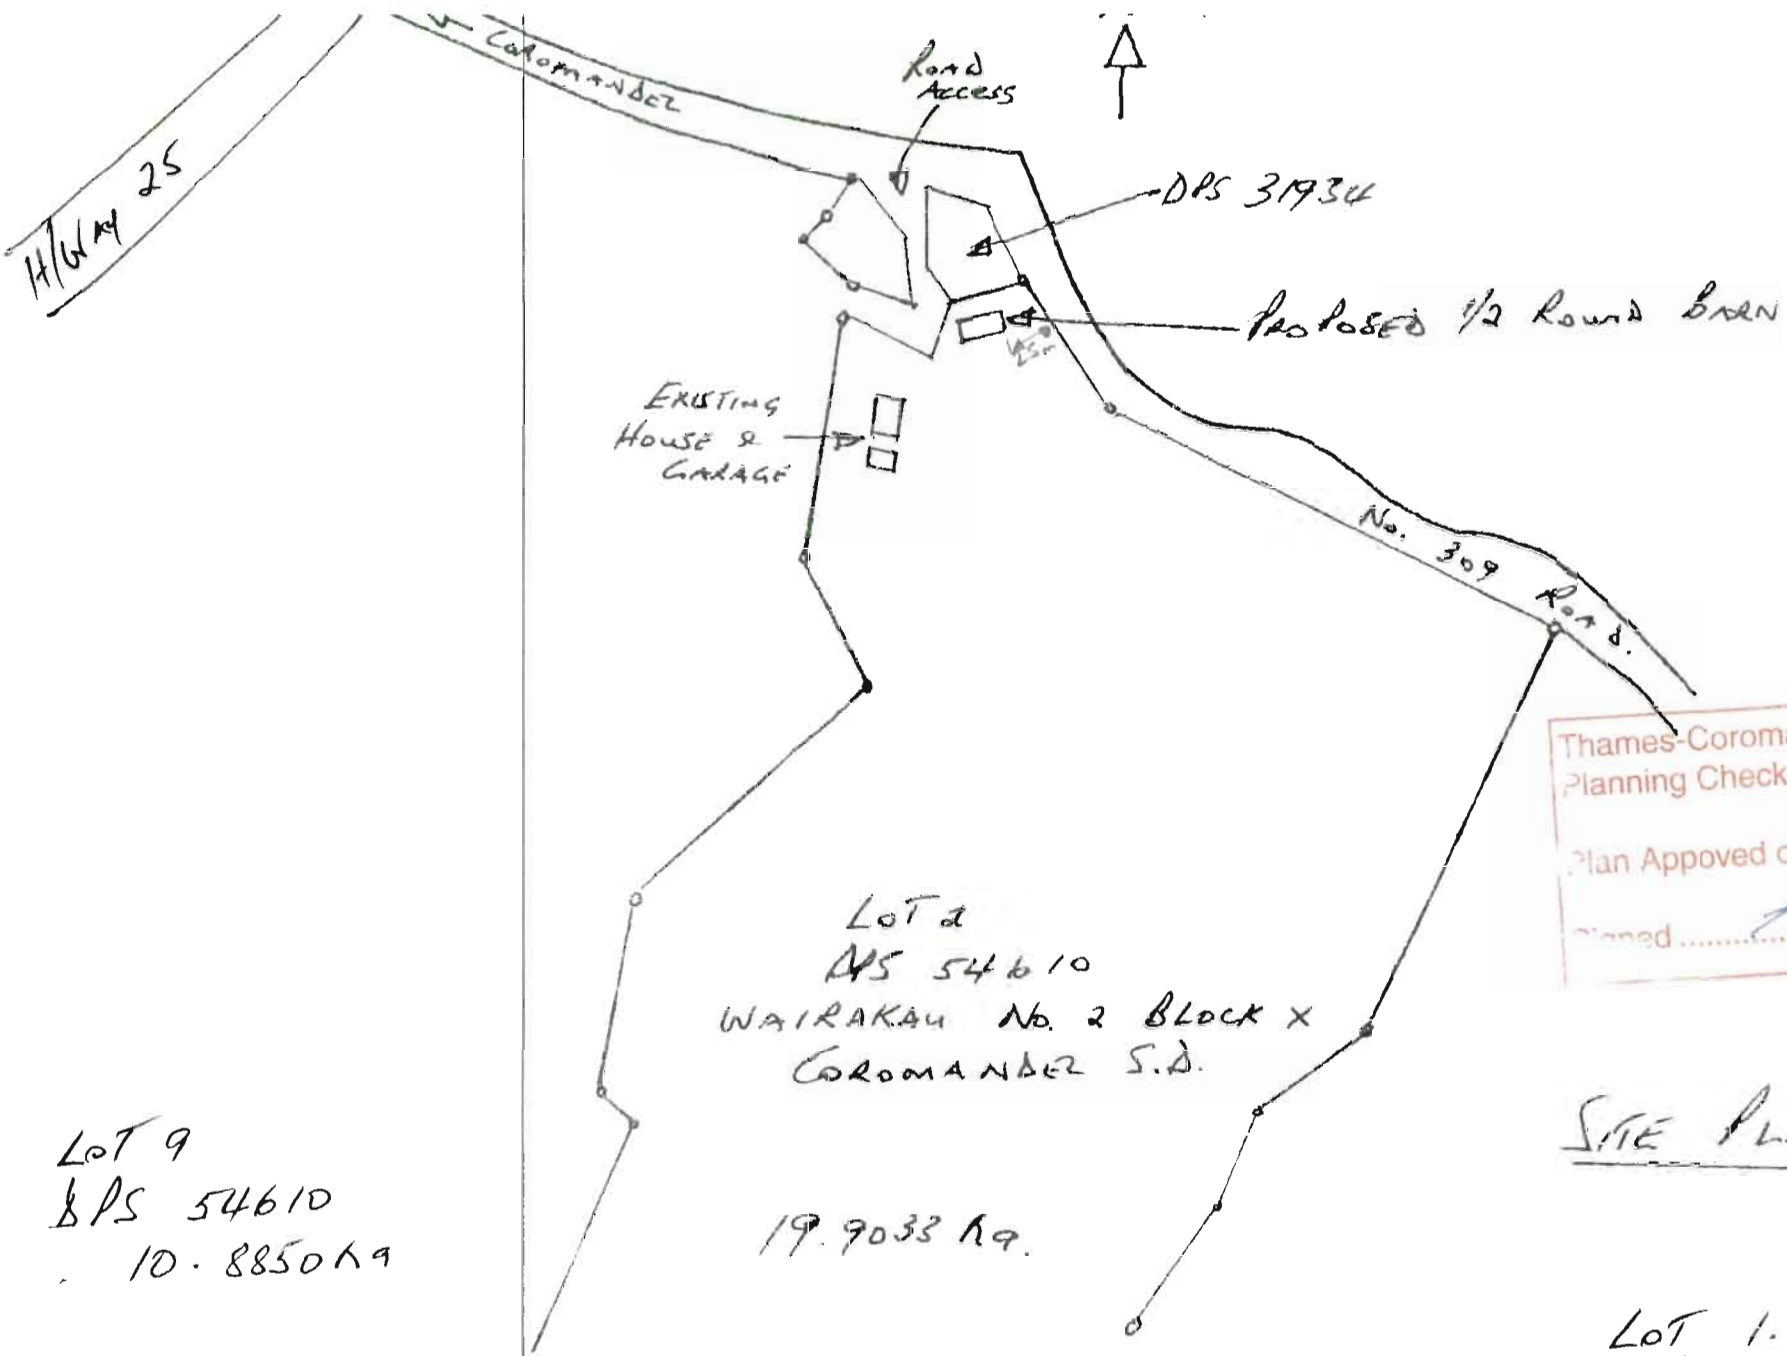 COROMANDEL
ROAD
ACCESS
H/WAY 25
DPS 31934
PROPOSED 1/2 ROUND BARN
25m
EXISTING
HOUSE &
GARAGE
No. 309 ROAD.
Thames-Coroma
Planning Check
Plan Appoved o
Signed
LOT 2
DPS 54610
WAIRAKAU No. 2 BLOCK X
COROMANDEL S.D.
SITE PL
LOT 9
DPS 54610
10.8850ha
19.9033 ha.
LOT 1.